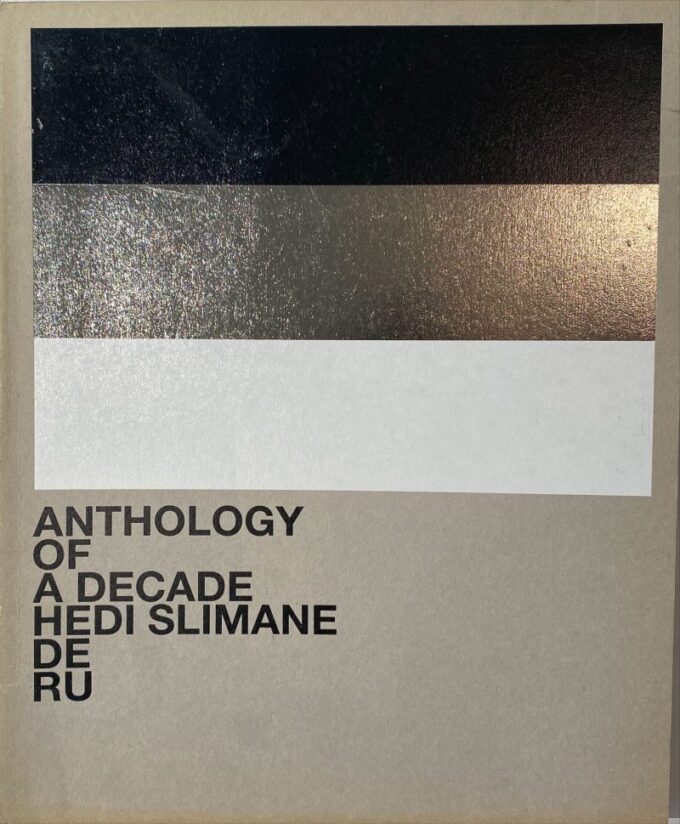 ANTHOLOGY
OF
A DECADE
HEDI SLIMANE
DE
RU